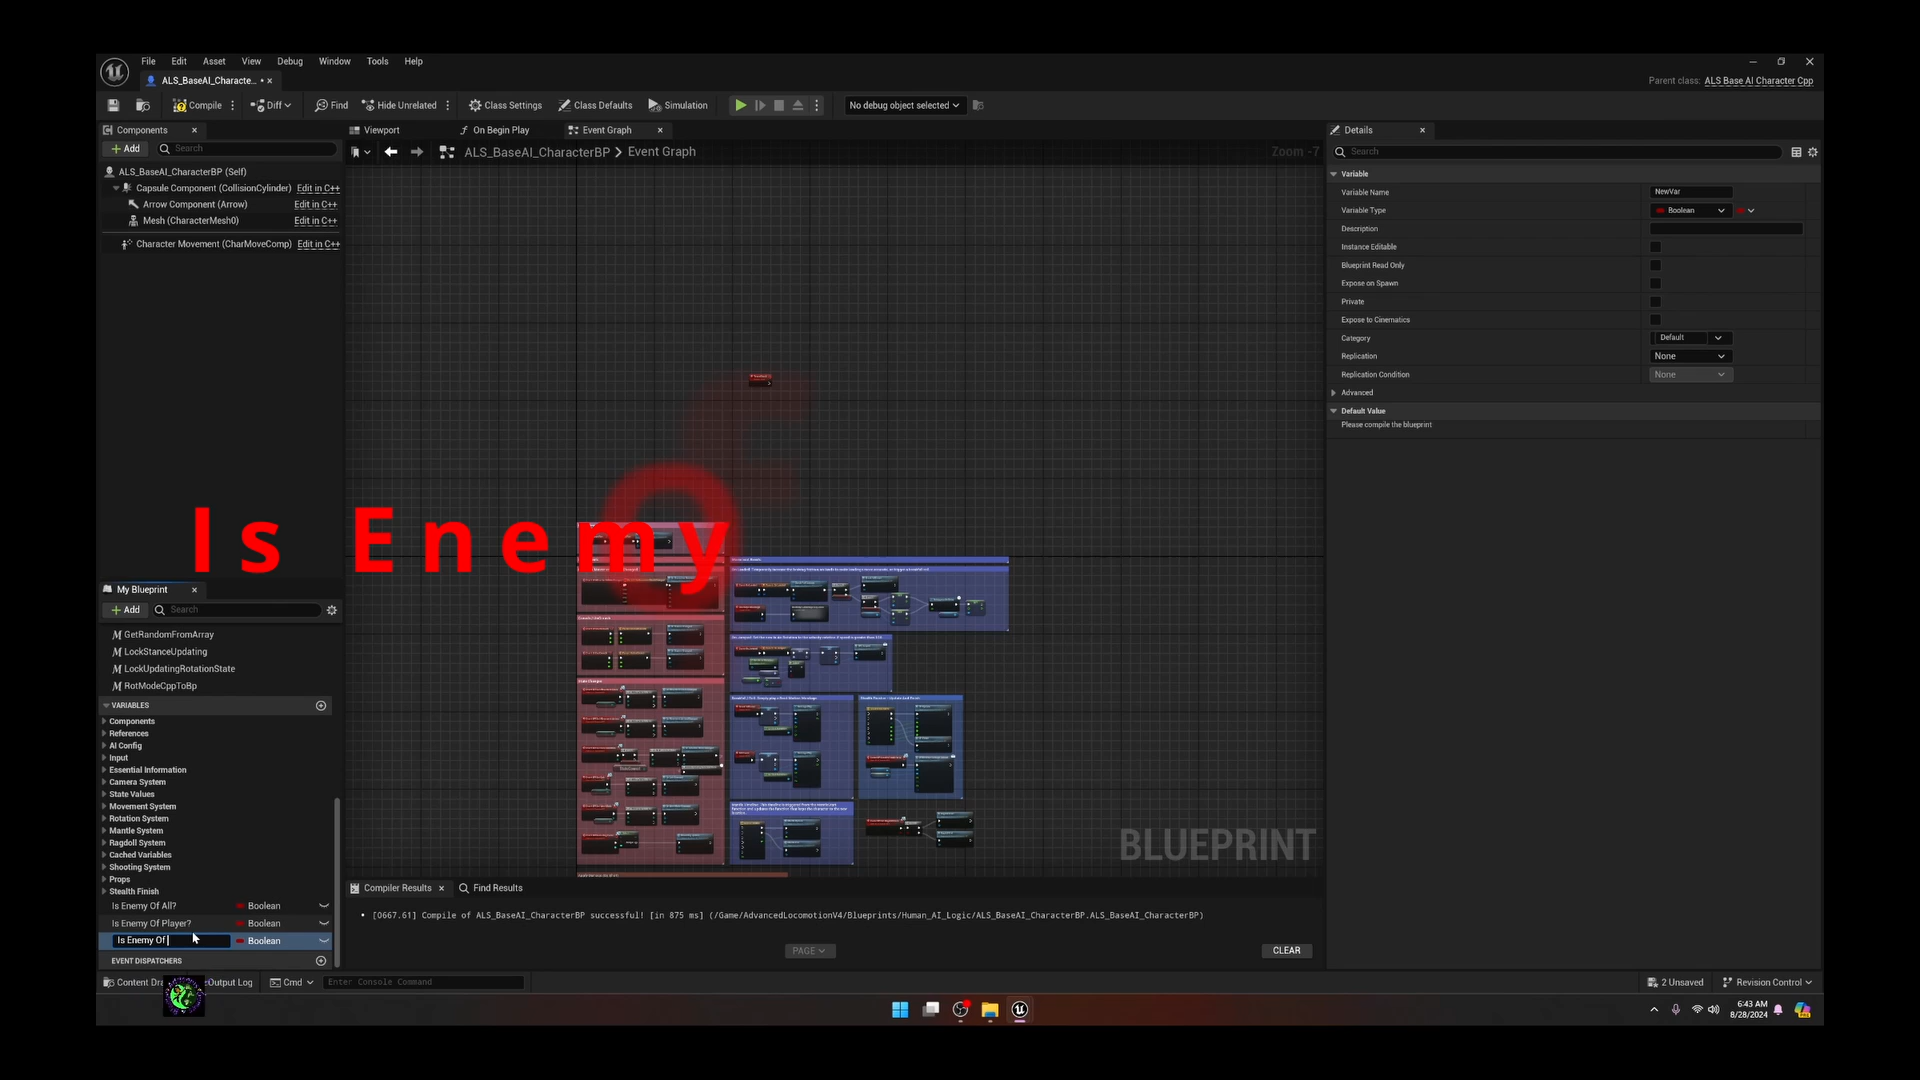 File Edit Asset View Debug Window Tools Help
ALS_BaseAI_Characte...
Parent class: ALS Base AI Character Cpp
Compile Diff Find Hide Unrelated Class Settings Class Defaults Simulation No debug object selected
Components
Viewport On Begin Play Event Graph
Details
Add Search
ALS_BaseAI_CharacterBP > Event Graph
Zoom -7
Search
ALS_BaseAI_CharacterBP (Self)
Capsule Component (CollisionCylinder) Edit in C++
Arrow Component (Arrow) Edit in C++
Mesh (CharacterMesh0) Edit in C++
Character Movement (CharMoveComp) Edit in C++
Variable
Variable Name NewVar
Variable Type Boolean
Description
Instance Editable
Blueprint Read Only
Expose on Spawn
Private
Expose to Cinematics
Category Default
Replication None
Replication Condition None
Advanced
Default Value
Please compile the blueprint
Is Enemy
My Blueprint
Add Search
GetRandomFromArray
LockStanceUpdating
LockUpdatingRotationState
RotModeCppToBp
VARIABLES
Components
References
AI Config
Input
Essential Information
Camera System
State Values
Movement System
Rotation System
Mantle System
Ragdoll System
Cached Variables
Shooting System
Props
Stealth Finish
Is Enemy Of All? Boolean
Is Enemy Of Player? Boolean
Is Enemy Of Boolean
EVENT DISPATCHERS
BLUEPRINT
Compiler Results Find Results
[0667.61] Compile of ALS_BaseAI_CharacterBP successful! [in 875 ms] (/Game/AdvancedLocomotionV4/Blueprints/Human_AI_Logic/ALS_BaseAI_CharacterBP.ALS_BaseAI_CharacterBP)
PAGE
CLEAR
Content Dra Output Log Cmd Enter Console Command
2 Unsaved Revision Control
6:43 AM
8/28/2024